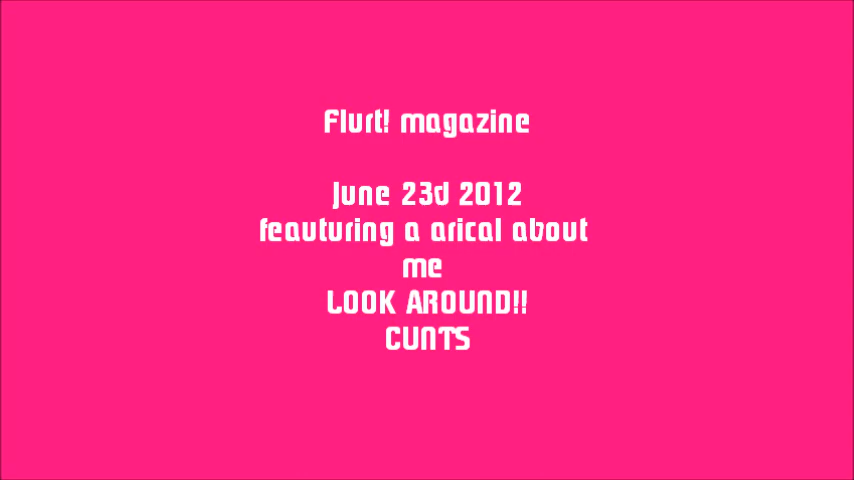 Flurt! magazine
June 23d 2012
feauturing a arical about
me
LOOK AROUND!!
CUNTS